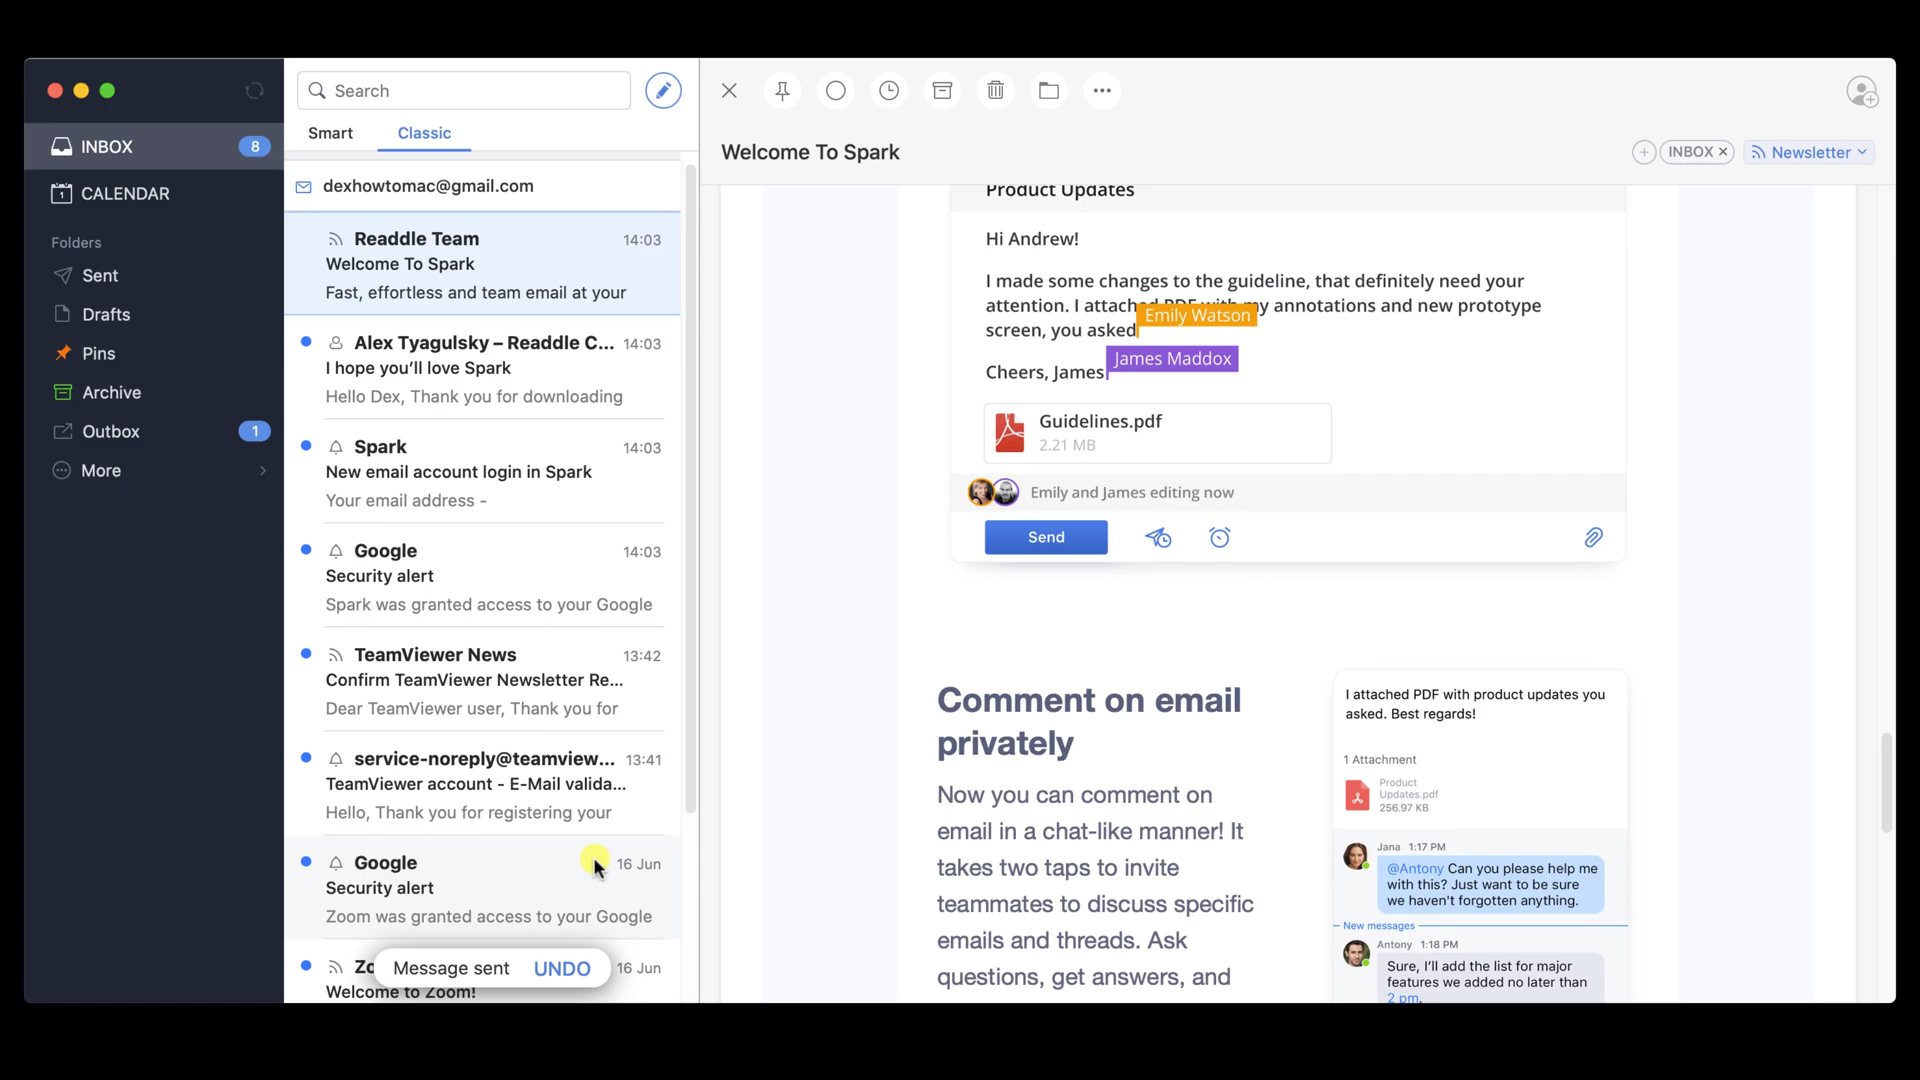 INBOX
8
CALENDAR
Folders
Sent
Drafts
Pins
Archive
Outbox
1
More
Search
Smart
Classic
dexhowtomac@gmail.com
Readdle Team
14:03
Welcome To Spark
Fast, effortless and team email at your
Alex Tyagulsky – Readdle C...
14:03
I hope you’ll love Spark
Hello Dex, Thank you for downloading
Spark
14:03
New email account login in Spark
Your email address -
Google
14:03
Security alert
Spark was granted access to your Google
TeamViewer News
13:42
Confirm TeamViewer Newsletter Re...
Dear TeamViewer user, Thank you for
service-noreply@teamview...
13:41
TeamViewer account - E-Mail valida...
Hello, Thank you for registering your
Google
16 Jun
Security alert
Zoom was granted access to your Google
16 Jun
Welcome to Zoom!
Message sent
UNDO
Welcome To Spark
INBOX
Newsletter
Product Updates
Hi Andrew!
I made some changes to the guideline, that definitely need your
attention. I attached PDF with my annotations and new prototype
screen, you asked
Emily Watson
James Maddox
Cheers, James
Guidelines.pdf
2.21 MB
Emily and James editing now
Send
Comment on email
privately
Now you can comment on
email in a chat-like manner! It
takes two taps to invite
teammates to discuss specific
emails and threads. Ask
questions, get answers, and
I attached PDF with product updates you
asked. Best regards!
1 Attachment
Product
Updates.pdf
256.97 KB
Jana 1:17 PM
@Antony Can you please help me
with this? Just want to be sure
we haven't forgotten anything.
New messages
Antony 1:18 PM
Sure, I’ll add the list for major
features we added no later than
2 pm.